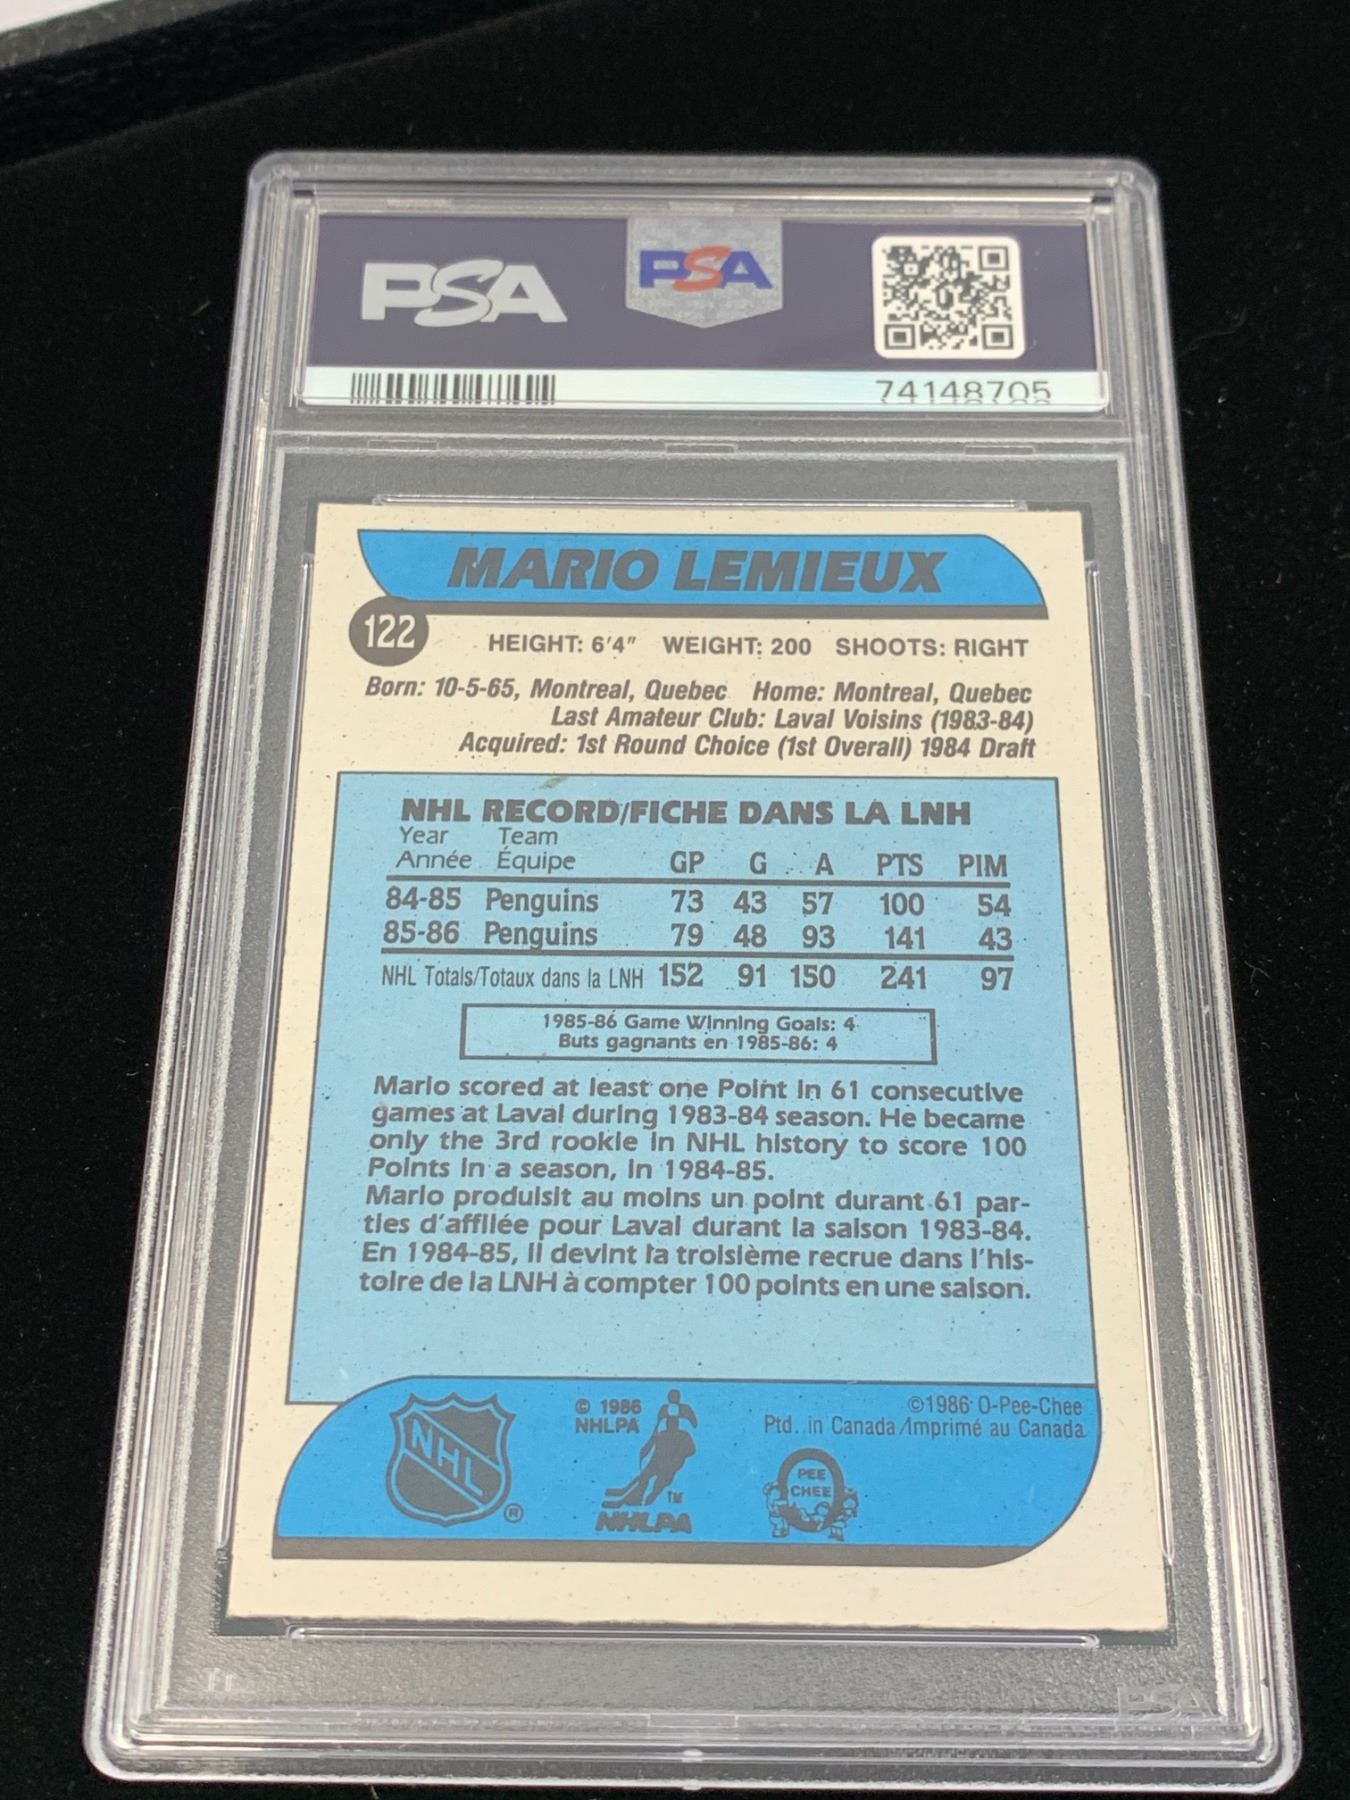 PSA
PSA
74148705
MARIO LEMIEUX
122
HEIGHT: 6'4" WEIGHT: 200 SHOOTS: RIGHT
Born: 10-5-65, Montreal, Quebec Home: Montreal, Quebec
Last Amateur Club: Laval Voisins (1983-84)
Acquired: 1st Round Choice (1st Overall) 1984 Draft
NHL RECORD/FICHE DANS LA LNH
Year Team
Année Équipe GP G A PTS PIM
84-85 Penguins 73 43 57 100 54
85-86 Penguins 79 48 93 141 43
NHL Totals/Totaux dans la LNH 152 91 150 241 97
1985-86 Game Winning Goals: 4
Buts gagnants en 1985-86: 4
Mario scored at least one Point in 61 consecutive
games at Laval during 1983-84 season. He became
only the 3rd rookie in NHL history to score 100
Points in a season, in 1984-85.
Mario produisit au moins un point durant 61 par-
ties d'affilée pour Laval durant la saison 1983-84.
En 1984-85, il devint la troisième recrue dans l'his-
toire de la LNH à compter 100 points en une saison.
NHL
®
© 1986
NHLPA
TM
NHLPA
©1986 O-Pee-Chee
Ptd. in Canada/Imprimé au Canada
O
PEE
CHEE
PSA